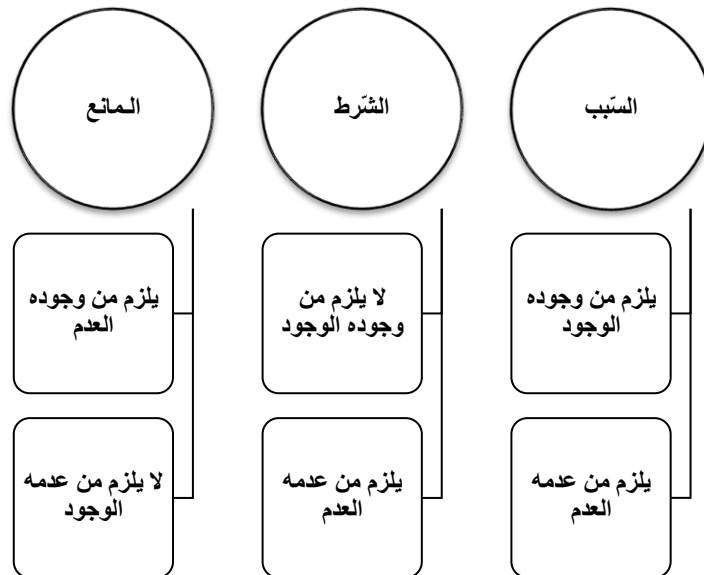 السّبب
يلزم من وجوده
الوجود
يلزم من عدمه
العدم
الشّرط
لا يلزم من
وجوده الوجود
يلزم من عدمه
العدم
الـمانع
يلزم من وجوده
العدم
لا يلزم من عدمه
الوجود